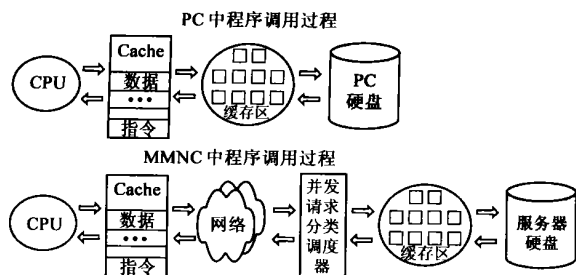 PC中程序调用过程
CPU
Cache
数据
•••
指令
缓存区
PC
硬盘
MMNC中程序调用过程
CPU
Cache
数据
•••
指令
网络
并发
请求
分类
调度
器
缓存区
服务器
硬盘